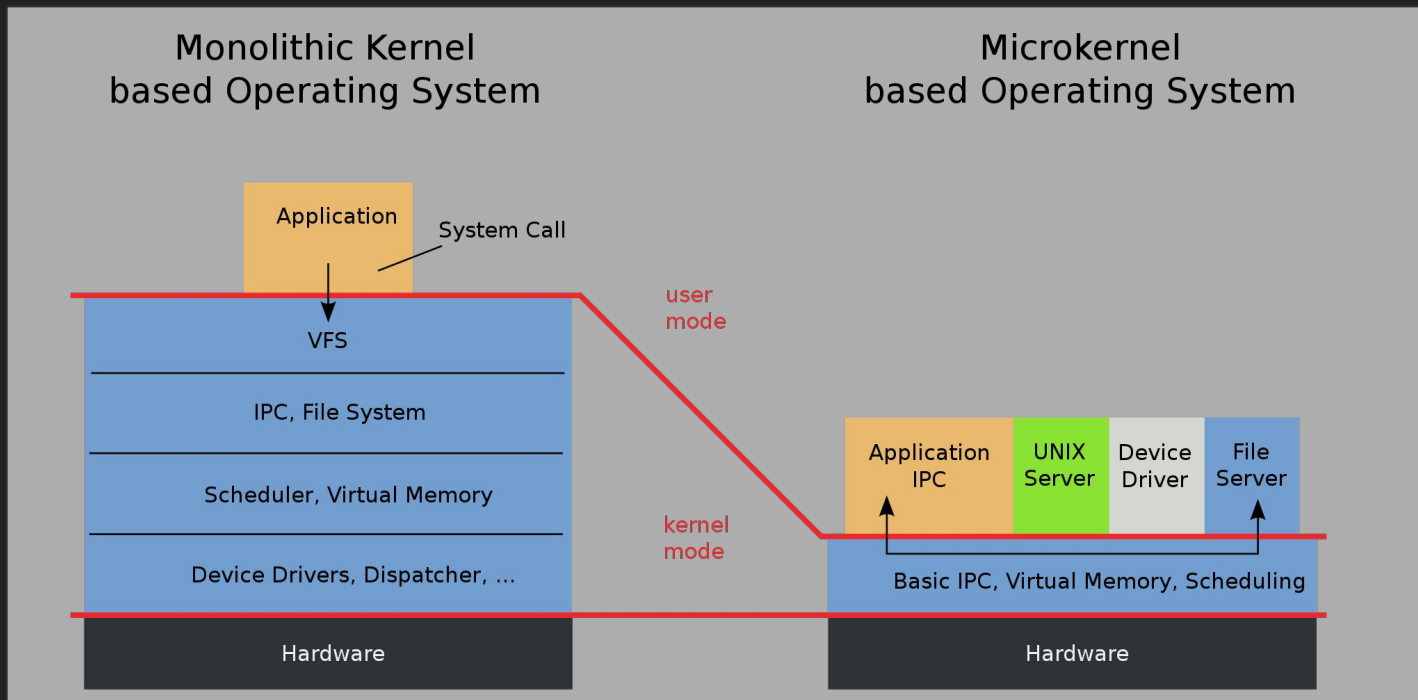 Monolithic Kernel
based Operating System
Application
System Call
VFS
IPC, File System
Scheduler, Virtual Memory
Device Drivers, Dispatcher, ...
Hardware
user
mode
kernel
mode
Microkernel
based Operating System
Application
IPC
UNIX
Server
Device
Driver
File
Server
Basic IPC, Virtual Memory, Scheduling
Hardware